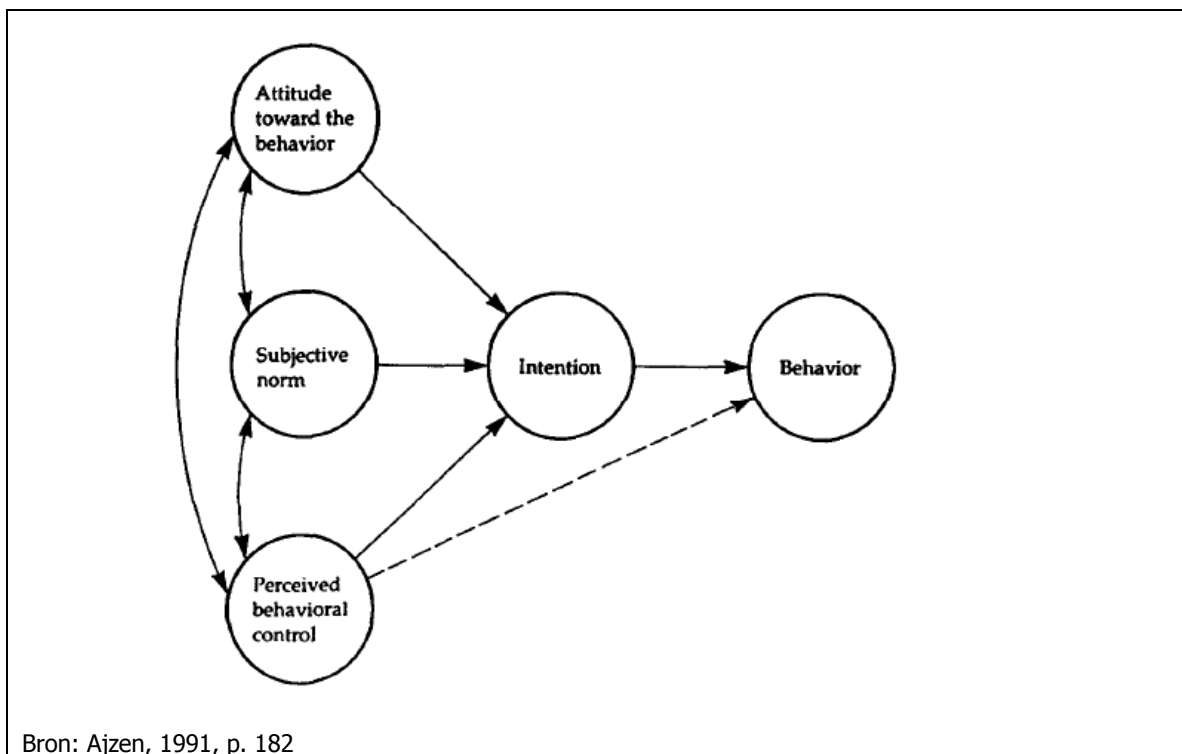 Attitude
toward the
behavior
Subjective
norm
Intention
Behavior
Perceived
behavioral
control
Bron: Ajzen, 1991, p. 182